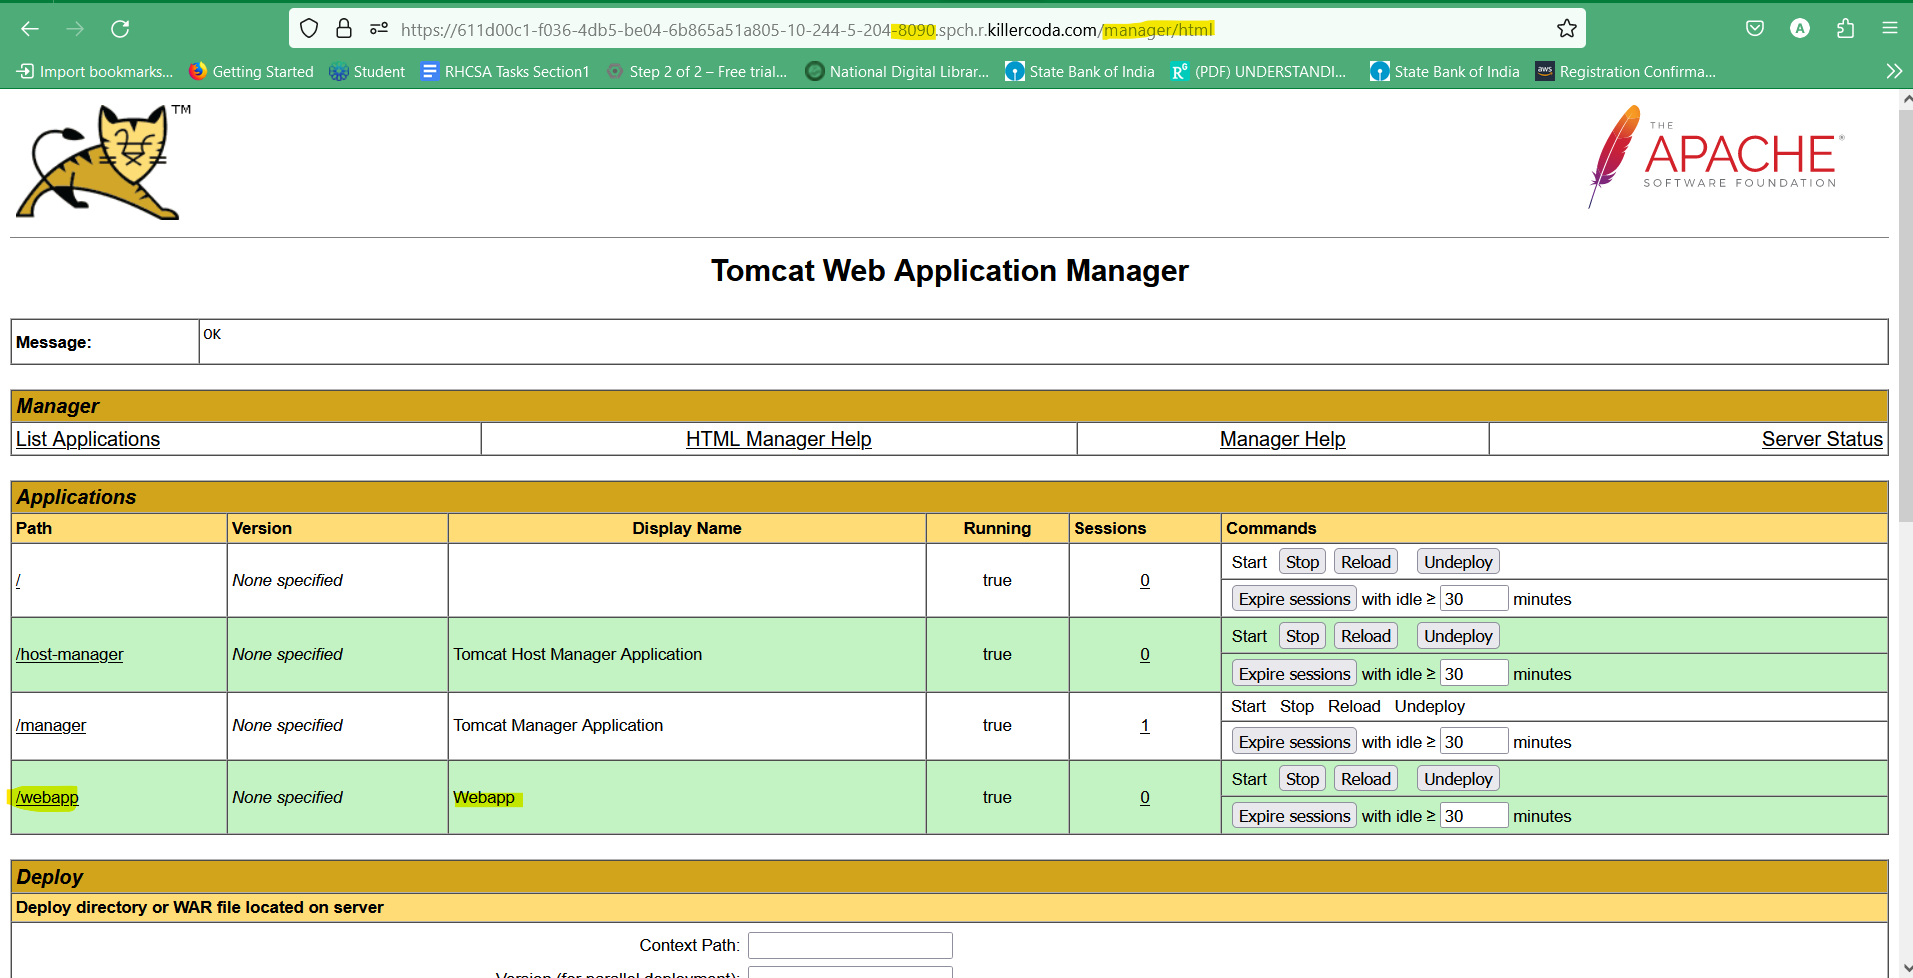 https://611d00c1-f036-4db5-be04-6b865a51a805-10-244-5-204-8090.spch.r.killercoda.com/manager/html
A
Import bookmarks... Getting Started Student RHCSA Tasks Section1 Step 2 of 2 – Free trial... National Digital Librar... State Bank of India R^G (PDF) UNDERSTANDI... State Bank of India aws Registration Confirma...
TM
THE
APACHE®
SOFTWARE FOUNDATION
Tomcat Web Application Manager
Message: OK
Manager
List Applications HTML Manager Help Manager Help Server Status
Applications
Path Version Display Name Running Sessions Commands
/ None specified true 0 Start Stop Reload Undeploy
Expire sessions with idle ≥ 30 minutes
/host-manager None specified Tomcat Host Manager Application true 0 Start Stop Reload Undeploy
Expire sessions with idle ≥ 30 minutes
/manager None specified Tomcat Manager Application true 1 Start Stop Reload Undeploy
Expire sessions with idle ≥ 30 minutes
/webapp None specified Webapp true 0 Start Stop Reload Undeploy
Expire sessions with idle ≥ 30 minutes
Deploy
Deploy directory or WAR file located on server
Context Path:
Version (for parallel deployment):